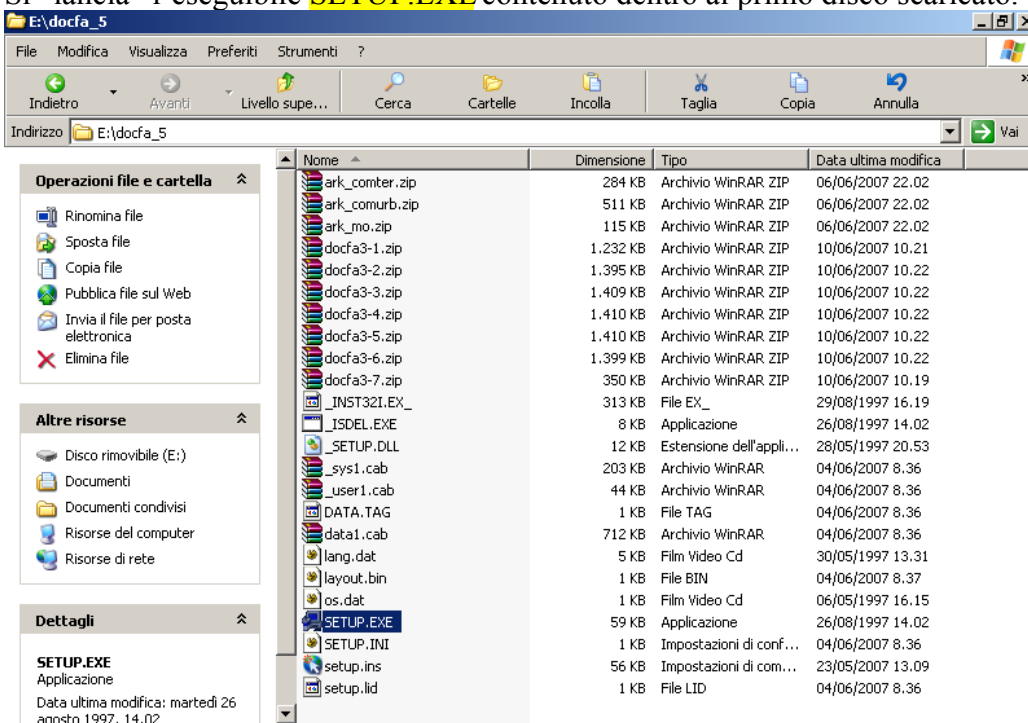 Si "lancia" l'eseguibile SETUP.EXE contenuto dentro al primo disco scaricato.
E:\docfa_5
File Modifica Visualizza Preferiti Strumenti ?
Indietro Avanti Livello supe... Cerca Cartelle Incolla Taglia Copia Annulla »
Indirizzo E:\docfa_5 Vai
Operazioni file e cartella
Rinomina file
Sposta file
Copia file
Pubblica file sul Web
Invia il file per posta
elettronica
Elimina file
Altre risorse
Disco rimovibile (E:)
Documenti
Documenti condivisi
Risorse del computer
Risorse di rete
Dettagli
SETUP.EXE
Applicazione
Data ultima modifica: martedì 26
agosto 1997, 14.02
Nome Dimensione Tipo Data ultima modifica
ark_comter.zip 284 KB Archivio WinRAR ZIP 06/06/2007 22.02
ark_comurb.zip 511 KB Archivio WinRAR ZIP 06/06/2007 22.02
ark_mo.zip 115 KB Archivio WinRAR ZIP 06/06/2007 22.02
docfa3-1.zip 1.232 KB Archivio WinRAR ZIP 10/06/2007 10.21
docfa3-2.zip 1.395 KB Archivio WinRAR ZIP 10/06/2007 10.22
docfa3-3.zip 1.409 KB Archivio WinRAR ZIP 10/06/2007 10.22
docfa3-4.zip 1.410 KB Archivio WinRAR ZIP 10/06/2007 10.22
docfa3-5.zip 1.410 KB Archivio WinRAR ZIP 10/06/2007 10.22
docfa3-6.zip 1.399 KB Archivio WinRAR ZIP 10/06/2007 10.22
docfa3-7.zip 350 KB Archivio WinRAR ZIP 10/06/2007 10.19
_INST32I.EX_ 313 KB File EX_ 29/08/1997 16.19
_ISDEL.EXE 8 KB Applicazione 26/08/1997 14.02
_SETUP.DLL 12 KB Estensione dell'appli... 28/05/1997 20.53
_sys1.cab 203 KB Archivio WinRAR 04/06/2007 8.36
_user1.cab 44 KB Archivio WinRAR 04/06/2007 8.36
DATA.TAG 1 KB File TAG 04/06/2007 8.36
data1.cab 712 KB Archivio WinRAR 04/06/2007 8.36
lang.dat 5 KB Film Video Cd 30/05/1997 13.31
layout.bin 1 KB File BIN 04/06/2007 8.37
os.dat 1 KB Film Video Cd 06/05/1997 16.15
SETUP.EXE 59 KB Applicazione 26/08/1997 14.02
SETUP.INI 1 KB Impostazioni di conf... 04/06/2007 8.36
setup.ins 56 KB Impostazioni di com... 23/05/2007 13.09
setup.lid 1 KB File LID 04/06/2007 8.36